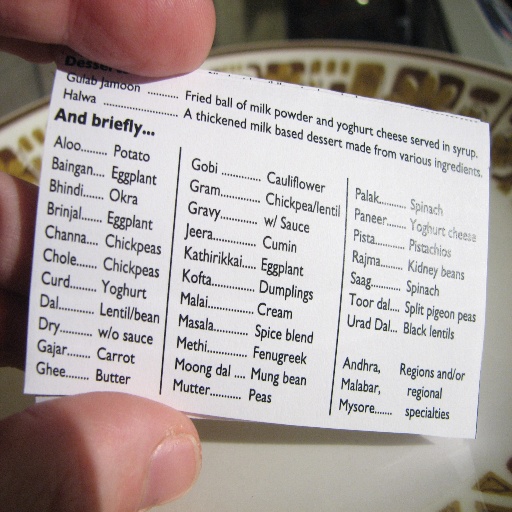 Dessert
Gulab Jamoon ......... Fried ball of milk powder and yoghurt cheese served in syrup.
Halwa ..................... A thickened milk based dessert made from various ingredients.
And briefly...
Aloo....... Potato
Baingan.... Eggplant
Bhindi...... Okra
Brinjal...... Eggplant
Channa.... Chickpeas
Chole....... Chickpeas
Curd....... Yoghurt
Dal.......... Lentil/bean
Dry......... w/o sauce
Gajar....... Carrot
Ghee....... Butter
Gobi ............ Cauliflower
Gram............ Chickpea/lentil
Gravy........... w/ Sauce
Jeera............. Cumin
Kathirikkai.... Eggplant
Kofta............. Dumplings
Malai............. Cream
Masala.......... Spice blend
Methi............ Fenugreek
Moong dal .... Mung bean
Mutter.......... Peas
Palak.......... Spinach
Paneer........ Yoghurt cheese
Pista........... Pistachios
Rajma........ Kidney beans
Saag........... Spinach
Toor dal.... Split pigeon peas
Urad Dal... Black lentils
Andhra, Regions and/or
Malabar, regional
Mysore...... specialties